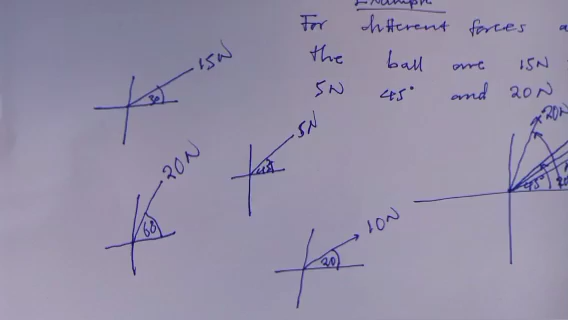 Example
For different forces a
the ball are 15N
5N 45° and 20N
15N
30
20N
60
5N
45
10N
20
20N
45°